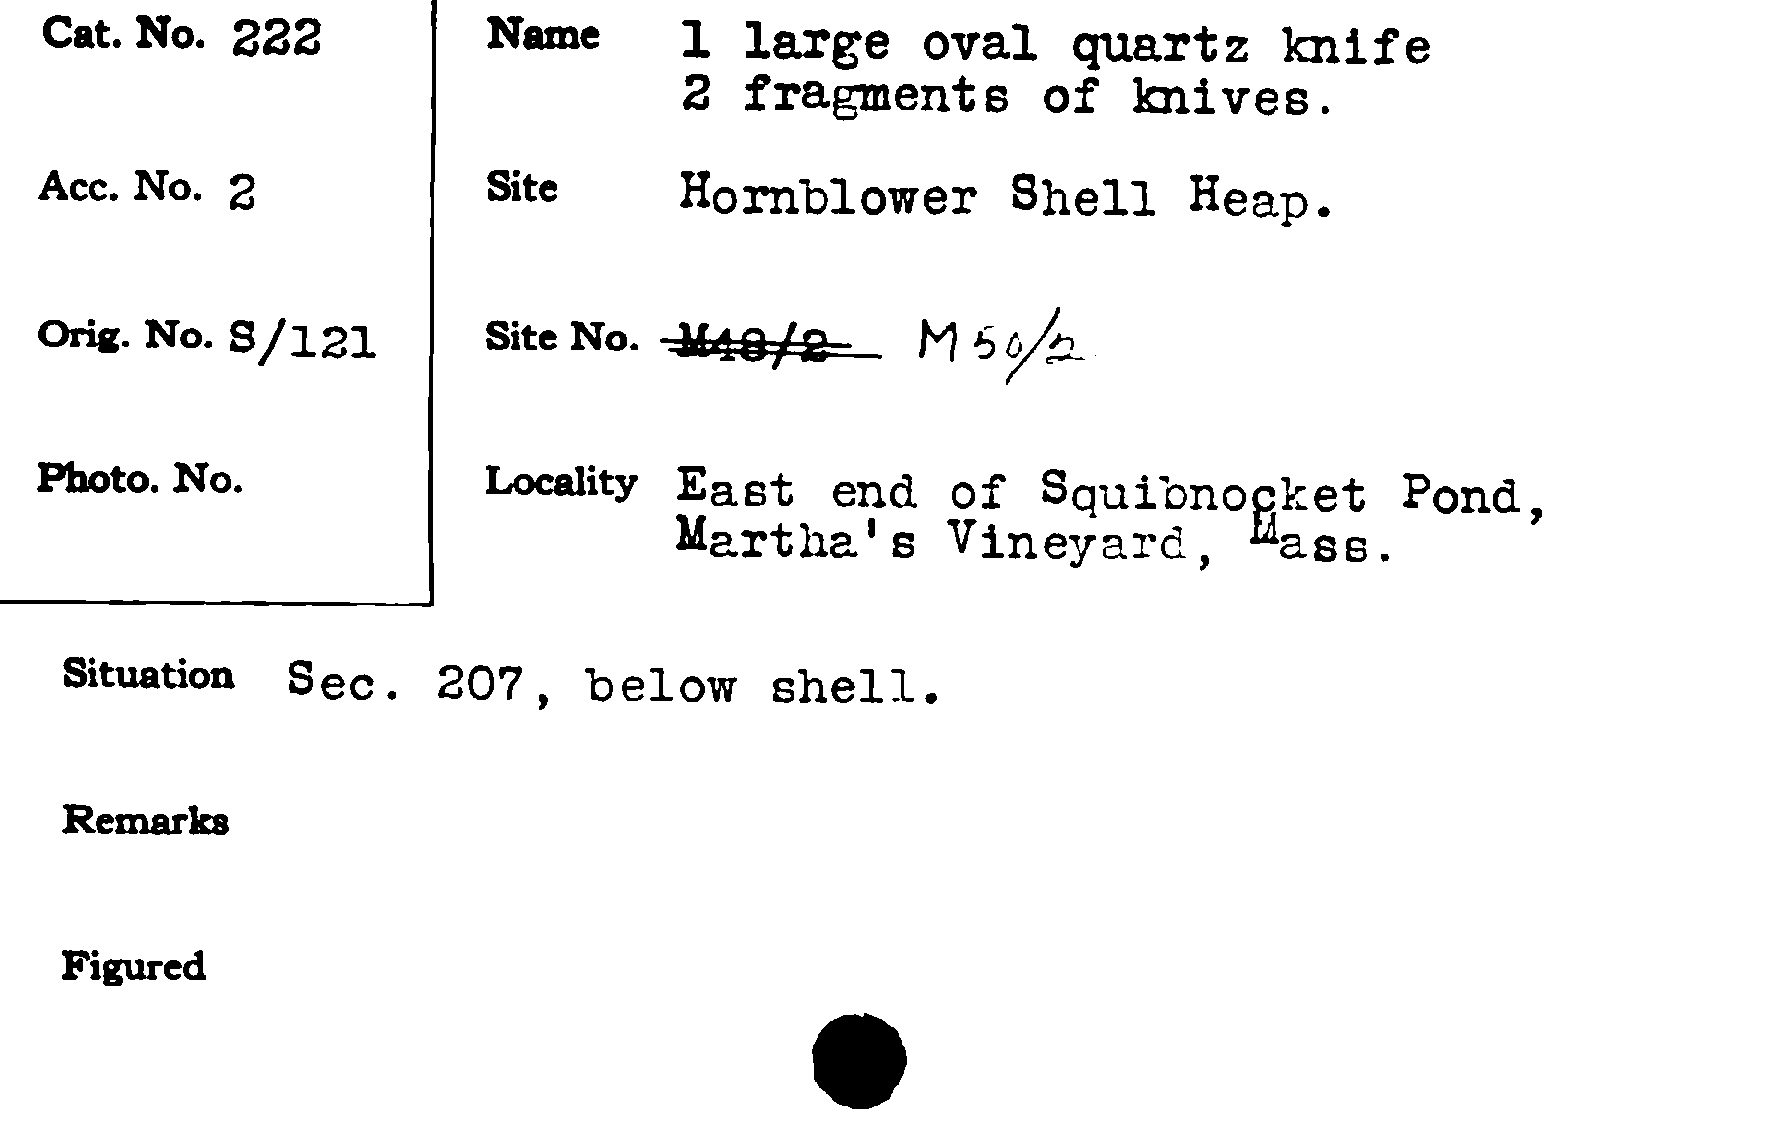 Cat. No. 222
Name 1 large oval quartz knife
2 fragments of knives.
Acc. No. 2
Site Hornblower Shell Heap.
Orig. No. S/121
Site No. M48/2 M50/2
Photo. No.
Locality East end of Squibnocket Pond,
Martha's Vineyard, Mass.
Situation Sec. 207, below shell.
Remarks
Figured